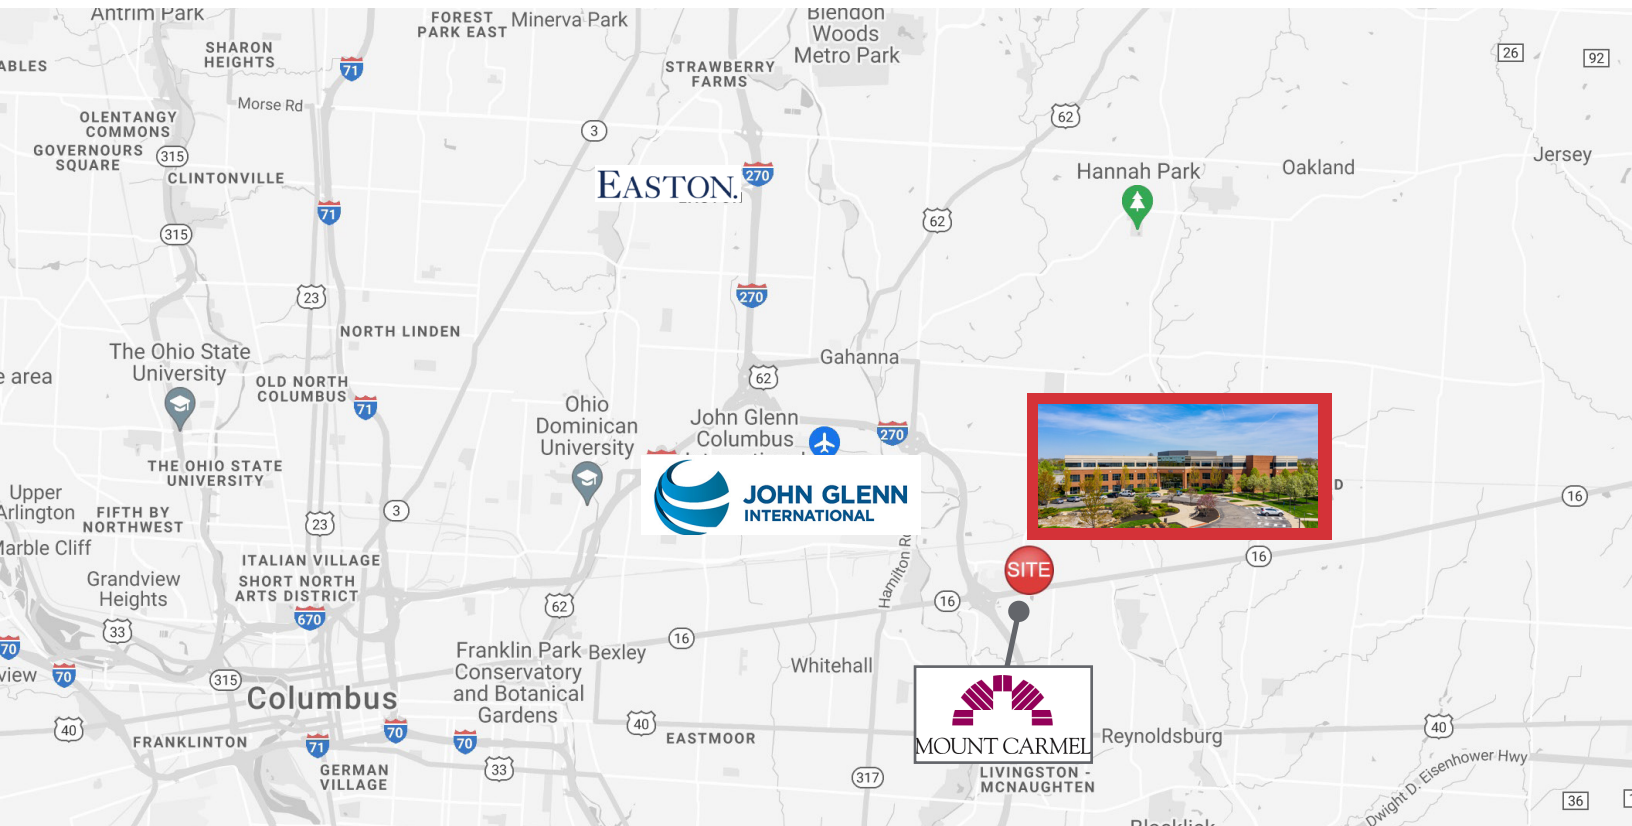 Antrim Park
FOREST
PARK EAST
Minerva Park
Blendon
Woods
Metro Park
SHARON
HEIGHTS
ABLES
71
STRAWBERRY
FARMS
26
92
Morse Rd
OLENTANGY
COMMONS
GOVERNOURS
SQUARE
315
CLINTONVILLE
3
62
270
EASTON.
Hannah Park
Oakland
Jersey
71
315
62
23
270
NORTH LINDEN
The Ohio State
University
e area
OLD NORTH
COLUMBUS
71
62
Gahanna
Ohio
Dominican
University
John Glenn
Columbus
International
270
JOHN GLENN
INTERNATIONAL
THE OHIO STATE
UNIVERSITY
Upper
Arlington
FIFTH BY
NORTHWEST
23
3
D
16
Marble Cliff
ITALIAN VILLAGE
SHORT NORTH
ARTS DISTRICT
Grandview
Heights
670
33
62
Hamilton Rd
16
SITE
16
70
view
70
315
Columbus
Franklin Park
Conservatory
and Botanical
Gardens
Bexley
16
Whitehall
MOUNT CARMEL
40
FRANKLINTON
71
70
70
33
40
EASTMOOR
Reynoldsburg
40
GERMAN
VILLAGE
317
LIVINGSTON -
MCNAUGHTEN
Dwight D. Eisenhower Hwy
36
Blacklick